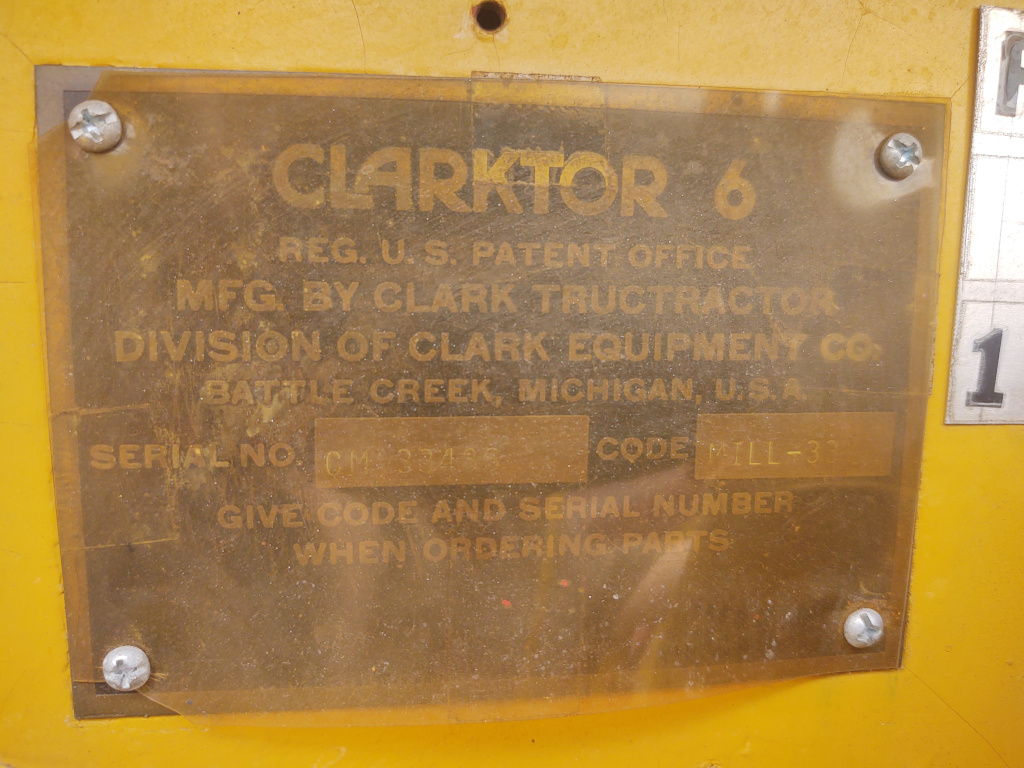 CLARKTOR 6
REG. U. S. PATENT OFFICE
MFG. BY CLARK TRUCTRACTOR
DIVISION OF CLARK EQUIPMENT CO.
BATTLE CREEK, MICHIGAN, U.S.A.
SERIAL NO. CM CODE
GIVE CODE AND SERIAL NUMBER
WHEN ORDERING PARTS
1